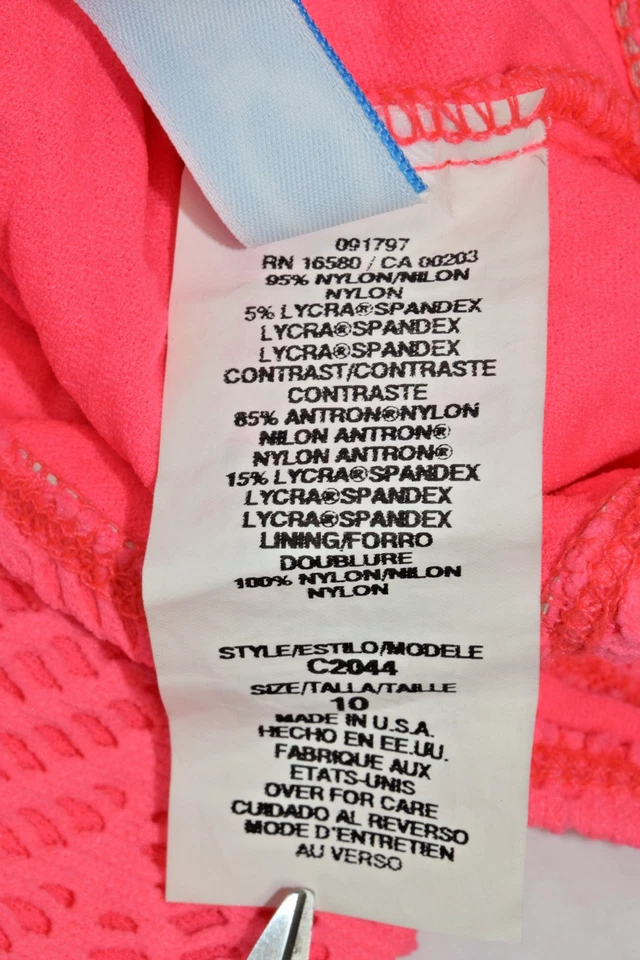 091797
RN 16580 / CA 00203
95% NYLON/NILON
NYLON
5% LYCRA®SPANDEX
LYCRA®SPANDEX
LYCRA®SPANDEX
CONTRAST/CONTRASTE
CONTRASTE
85% ANTRON®NYLON
NILON ANTRON®
NYLON ANTRON®
15% LYCRA®SPANDEX
LYCRA®SPANDEX
LYCRA®SPANDEX
LINING/FORRO
DOUBLURE
100% NYLON/NILON
NYLON
STYLE/ESTILO/MODELE
C2044
SIZE/TALLA/TAILLE
10
MADE IN U.S.A.
HECHO EN EE.UU.
FABRIQUE AUX
ETATS-UNIS
OVER FOR CARE
CUIDADO AL REVERSO
MODE D'ENTRETIEN
AU VERSO